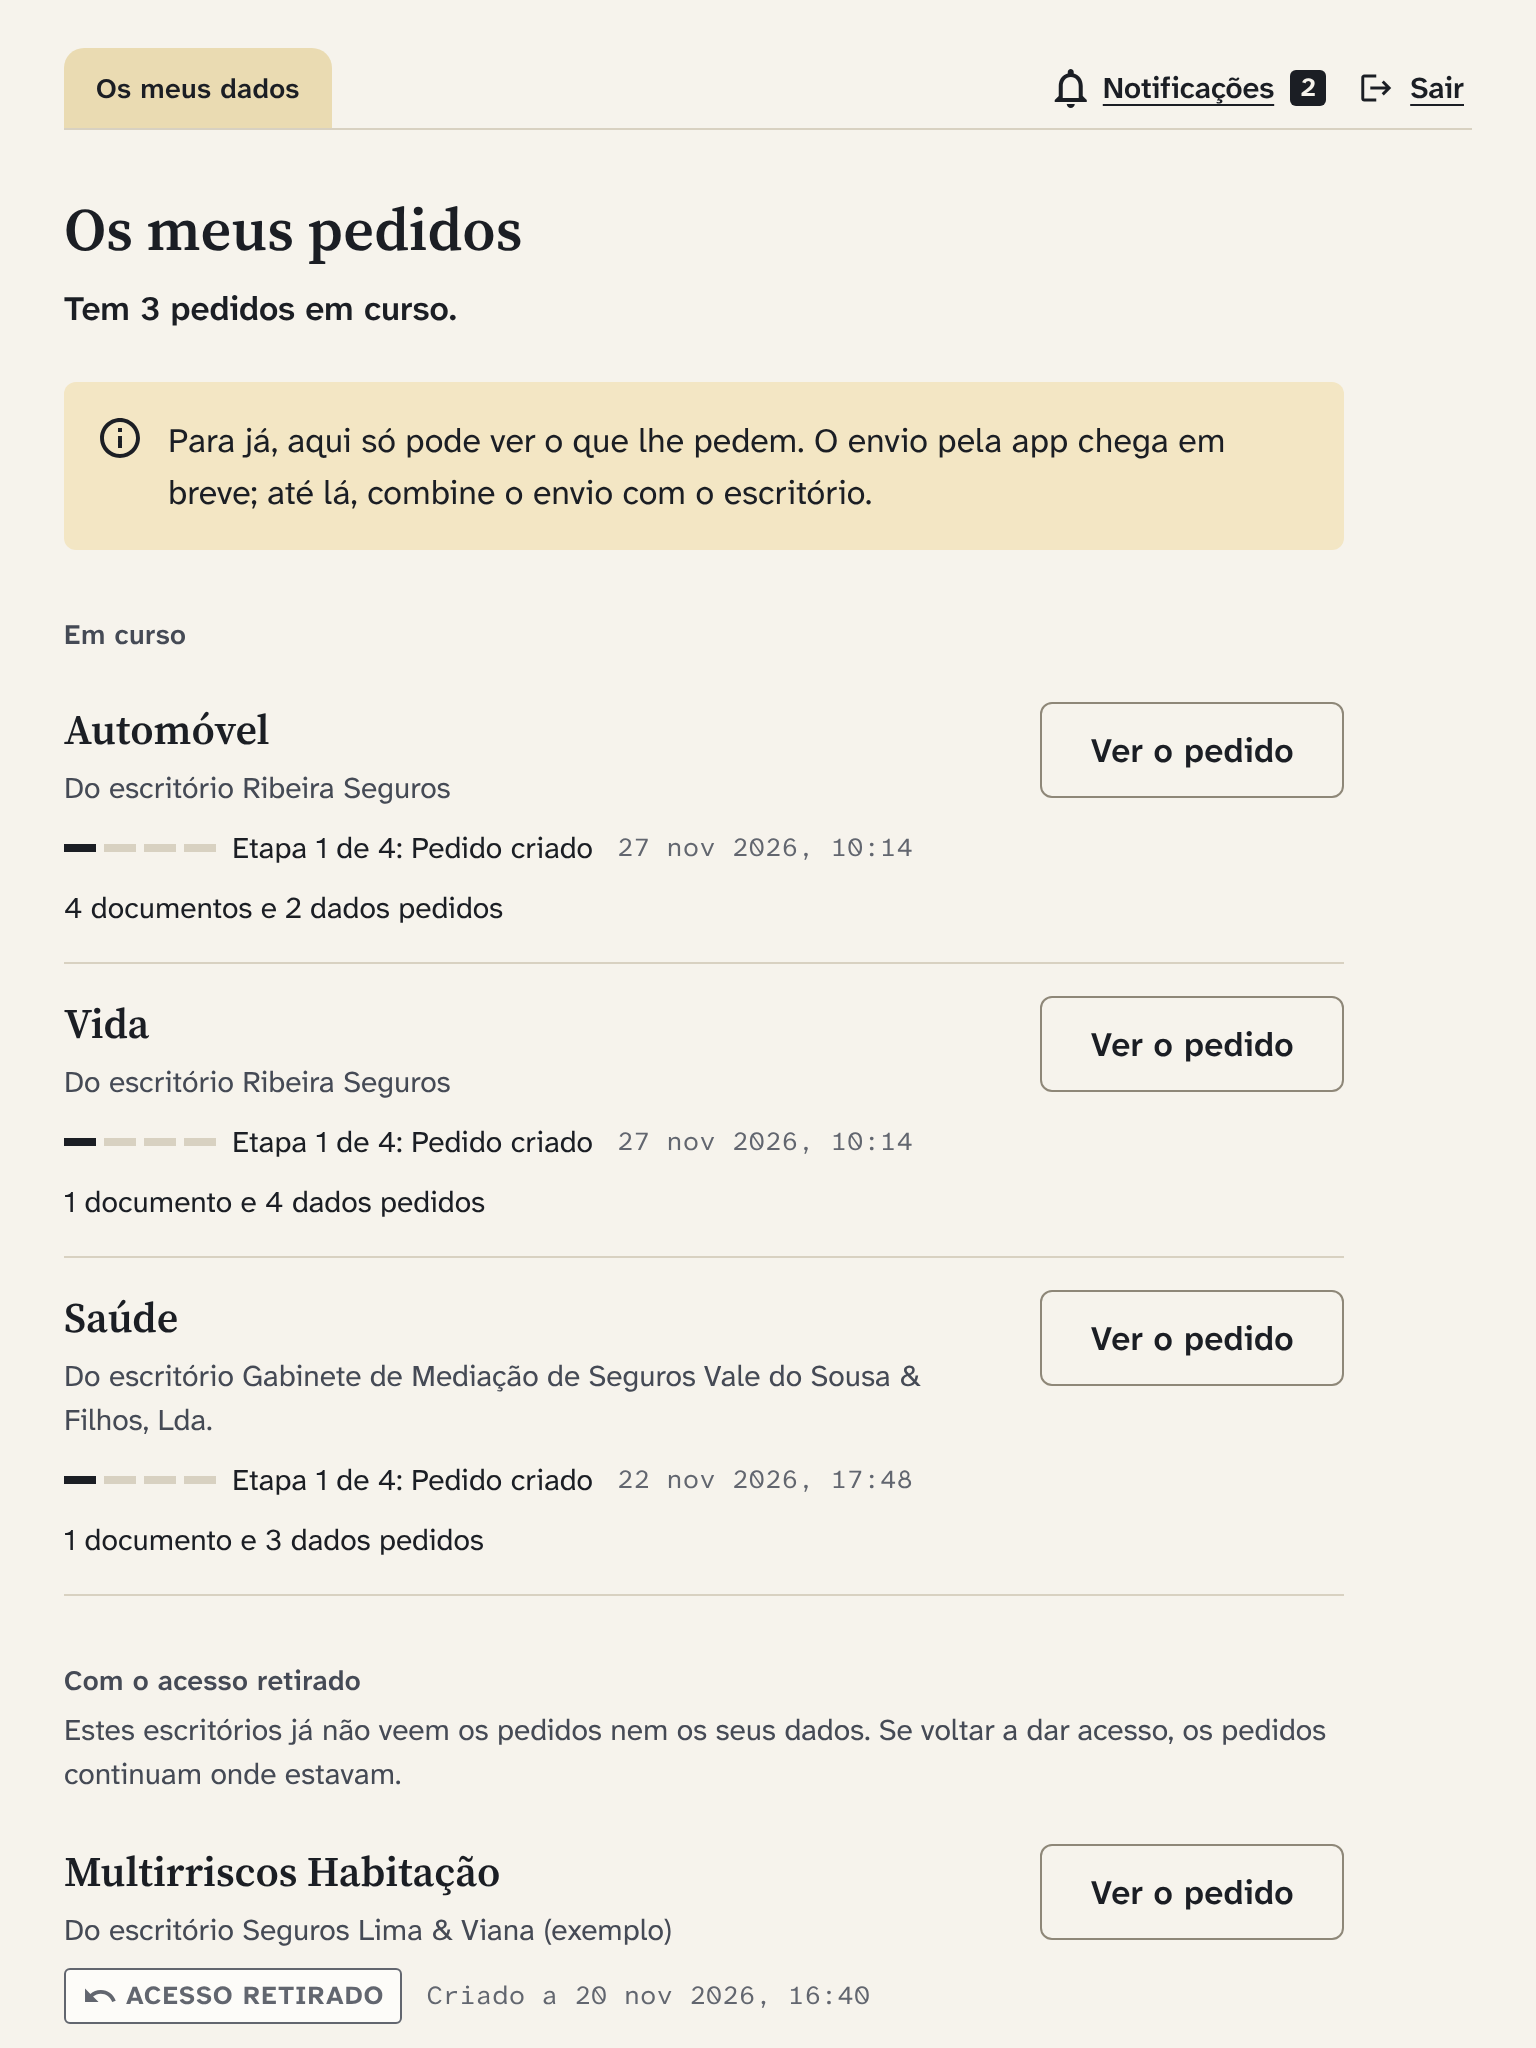 Os meus dados
Notificações 2 Sair
Os meus pedidos
Tem 3 pedidos em curso.
Para já, aqui só pode ver o que lhe pedem. O envio pela app chega em
breve; até lá, combine o envio com o escritório.
Em curso
Automóvel
Ver o pedido
Do escritório Ribeira Seguros
Etapa 1 de 4: Pedido criado 27 nov 2026, 10:14
4 documentos e 2 dados pedidos
Vida
Ver o pedido
Do escritório Ribeira Seguros
Etapa 1 de 4: Pedido criado 27 nov 2026, 10:14
1 documento e 4 dados pedidos
Saúde
Ver o pedido
Do escritório Gabinete de Mediação de Seguros Vale do Sousa &
Filhos, Lda.
Etapa 1 de 4: Pedido criado 22 nov 2026, 17:48
1 documento e 3 dados pedidos
Com o acesso retirado
Estes escritórios já não veem os pedidos nem os seus dados. Se voltar a dar acesso, os pedidos
continuam onde estavam.
Multirriscos Habitação
Ver o pedido
Do escritório Seguros Lima & Viana (exemplo)
ACESSO RETIRADO Criado a 20 nov 2026, 16:40